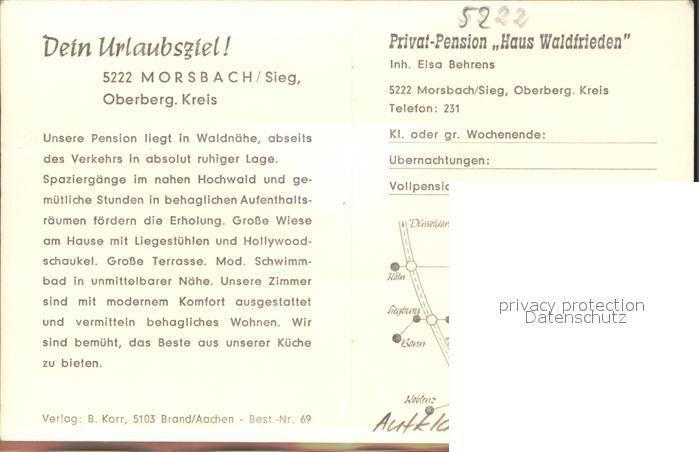 5222
Dein Urlaubsziel!
5222 MORSBACH/Sieg,
Oberberg. Kreis
Unsere Pension liegt in Waldnähe, abseits
des Verkehrs in absolut ruhiger Lage.
Spaziergänge im nahen Hochwald und ge-
mütliche Stunden in behaglichen Aufenthalts-
räumen fördern die Erholung. Große Wiese
am Hause mit Liegestühlen und Hollywood-
schaukel. Große Terrasse. Mod. Schwimm-
bad in unmittelbarer Nähe. Unsere Zimmer
sind mit modernem Komfort ausgestattet
und vermitteln behagliches Wohnen. Wir
sind bemüht, das Beste aus unserer Küche
zu bieten.
Verlag: B. Korr, 5103 Brand/Aachen - Best.-Nr. 69
Privat-Pension „Haus Waldfrieden"
Inh. Elsa Behrens
5222 Morsbach/Sieg, Oberberg. Kreis
Telefon: 231
Kl. oder gr. Wochenende:
Übernachtungen:
Vollpensio
Düsseldorf
Köln
Siegburg
Bonn
privacy protection
Datenschutz